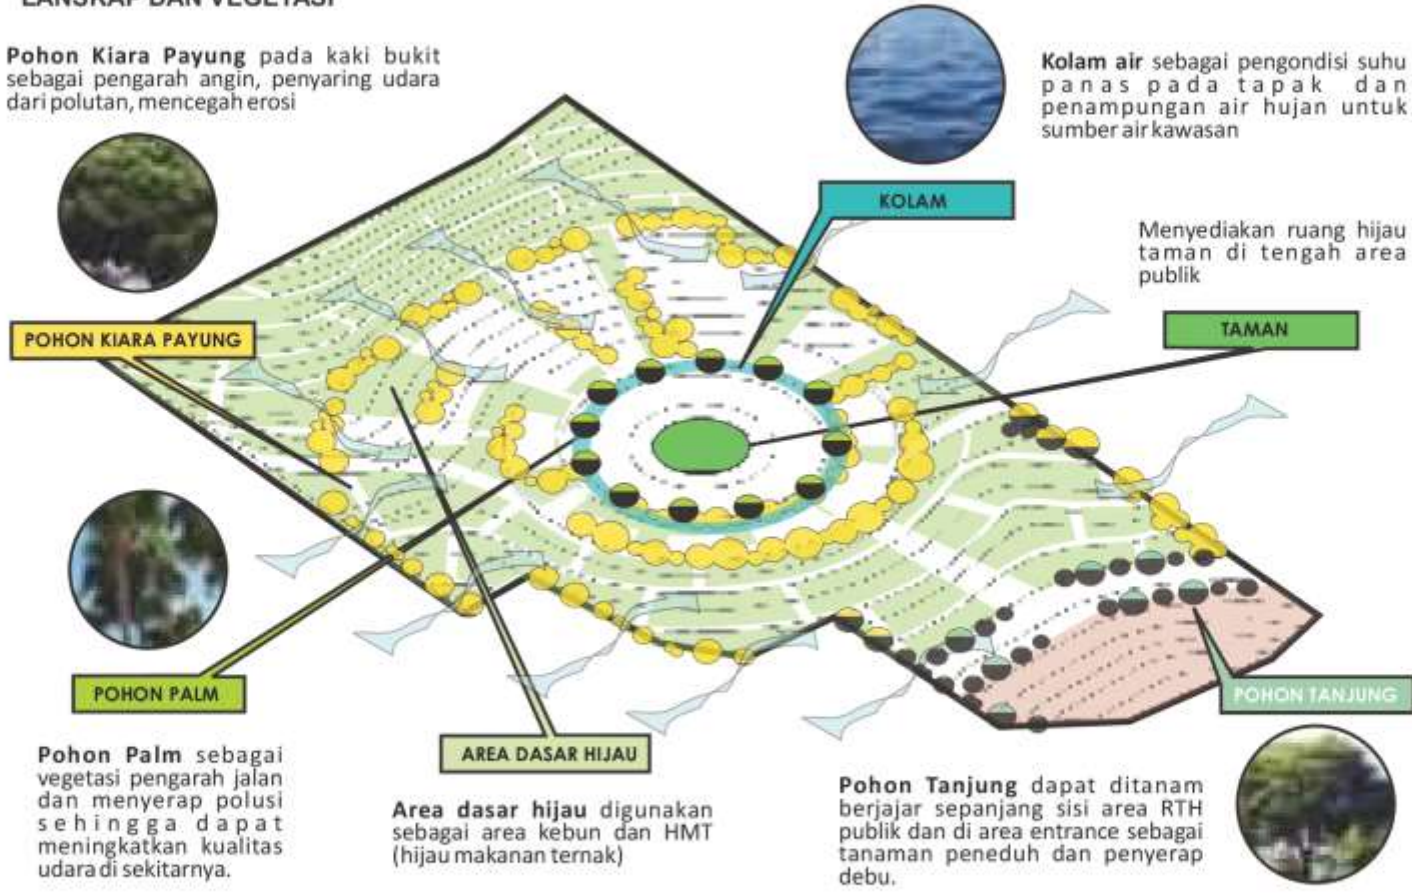 LANSKAP DAN VEGETASI
Pohon Kiara Payung pada kaki bukit
sebagai pengarah angin, penyaring udara
dari polutan, mencegah erosi
Kolam air sebagai pengondisi suhu
panas pada tapak dan
penampungan air hujan untuk
sumber air kawasan
KOLAM
Menyediakan ruang hijau
taman di tengah area
publik
TAMAN
POHON KIARA PAYUNG
POHON PALM
POHON TANJUNG
AREA DASAR HIJAU
Pohon Palm sebagai
vegetasi pengarah jalan
dan menyerap polusi
sehingga dapat
meningkatkan kualitas
udara di sekitarnya.
Area dasar hijau digunakan
sebagai area kebun dan HMT
(hijau makanan ternak)
Pohon Tanjung dapat ditanam
berjajar sepanjang sisi area RTH
publik dan di area entrance sebagai
tanaman peneduh dan penyerap
debu.